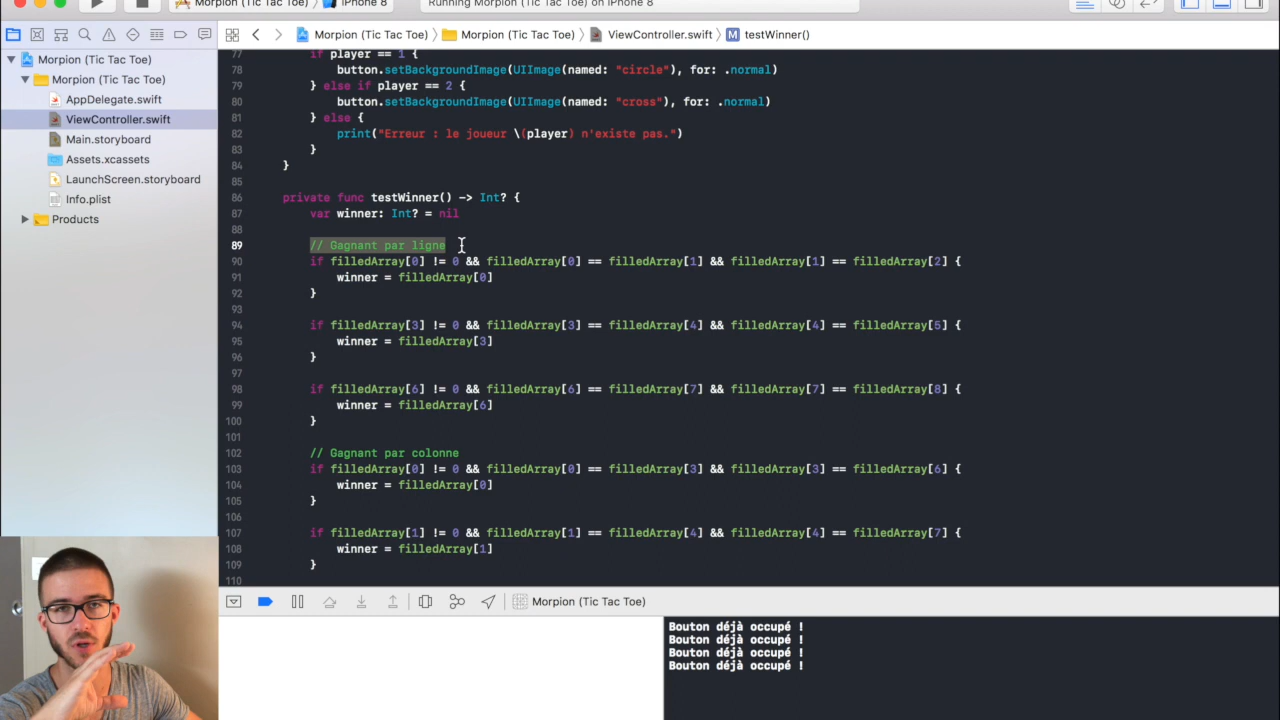 Morpion (Tic Tac Toe) iPhone 8 Running Morpion (Tic Tac Toe) on iPhone 8
Morpion (Tic Tac Toe) Morpion (Tic Tac Toe) ViewController.swift M testWinner()
Morpion (Tic Tac Toe)
Morpion (Tic Tac Toe)
AppDelegate.swift
ViewController.swift
Main.storyboard
Assets.xcassets
LaunchScreen.storyboard
Info.plist
Products
77 if player == 1 {
78 button.setBackgroundImage(UIImage(named: "circle"), for: .normal)
79 } else if player == 2 {
80 button.setBackgroundImage(UIImage(named: "cross"), for: .normal)
81 } else {
82 print("Erreur : le joueur \(player) n'existe pas.")
83 }
84 }
85
86 private func testWinner() -> Int? {
87 var winner: Int? = nil
88
89 // Gagnant par ligne
90 if filledArray[0] != 0 && filledArray[0] == filledArray[1] && filledArray[1] == filledArray[2] {
91 winner = filledArray[0]
92 }
93
94 if filledArray[3] != 0 && filledArray[3] == filledArray[4] && filledArray[4] == filledArray[5] {
95 winner = filledArray[3]
96 }
97
98 if filledArray[6] != 0 && filledArray[6] == filledArray[7] && filledArray[7] == filledArray[8] {
99 winner = filledArray[6]
100 }
101
102 // Gagnant par colonne
103 if filledArray[0] != 0 && filledArray[0] == filledArray[3] && filledArray[3] == filledArray[6] {
104 winner = filledArray[0]
105 }
106
107 if filledArray[1] != 0 && filledArray[1] == filledArray[4] && filledArray[4] == filledArray[7] {
108 winner = filledArray[1]
109 }
110
Morpion (Tic Tac Toe)
Bouton déjà occupé !
Bouton déjà occupé !
Bouton déjà occupé !
Bouton déjà occupé !